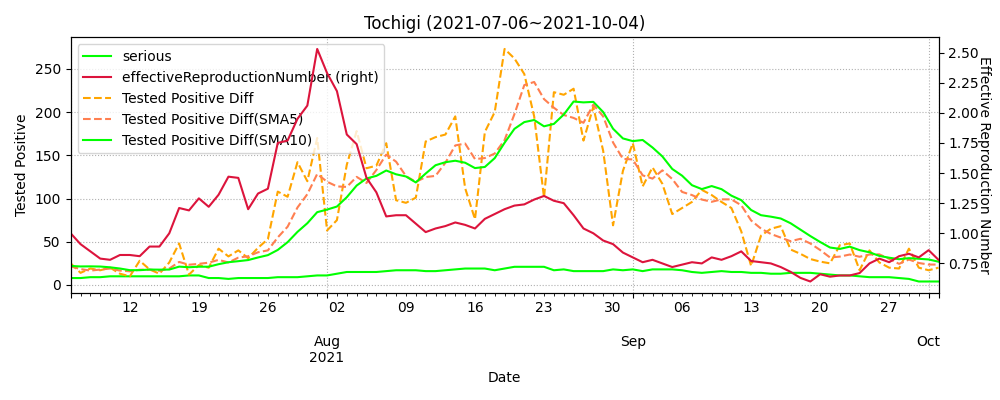 Tochigi (2021-07-06~2021-10-04)
serious
effectiveReproductionNumber (right)
Tested Positive Diff
Tested Positive Diff(SMA5)
Tested Positive Diff(SMA10)
Tested Positive
250
200
150
100
50
0
2.50
2.25
2.00
1.75
1.50
1.25
1.00
0.75
Effective Reproduction Number
12 19 26 02 09 16 23 30 06 13 20 27
Aug Sep Oct
2021
Date